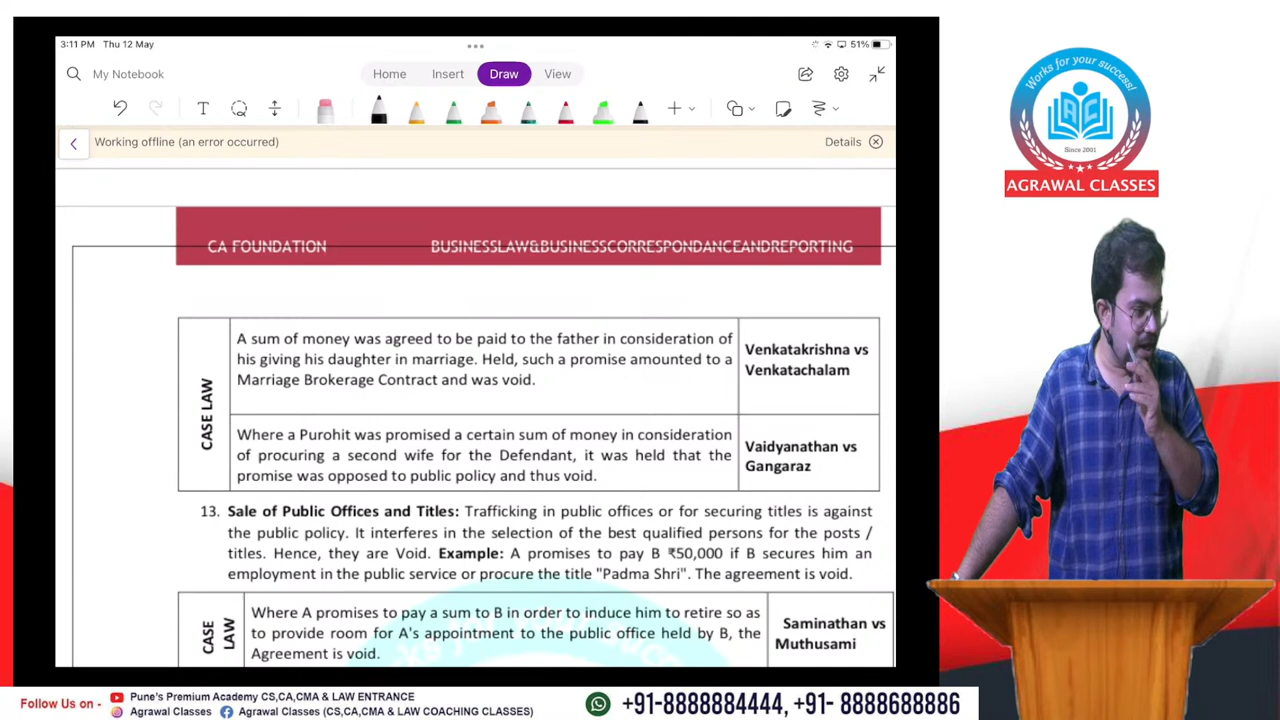 3:11 PM Thu 12 May
51%
My Notebook
Home Insert Draw View
Working offline (an error occurred)
Details
CA FOUNDATION BUSINESSLAW&BUSINESSCORRESPONDANCEANDREPORTING
CASE LAW
A sum of money was agreed to be paid to the father in consideration of
his giving his daughter in marriage. Held, such a promise amounted to a
Marriage Brokerage Contract and was void.
Venkatakrishna vs
Venkatachalam
Where a Purohit was promised a certain sum of money in consideration
of procuring a second wife for the Defendant, it was held that the
promise was opposed to public policy and thus void.
Vaidyanathan vs
Gangaraz
13. Sale of Public Offices and Titles: Trafficking in public offices or for securing titles is against
the public policy. It interferes in the selection of the best qualified persons for the posts /
titles. Hence, they are Void. Example: A promises to pay B ₹50,000 if B secures him an
employment in the public service or procure the title "Padma Shri". The agreement is void.
CASE
LAW
Where A promises to pay a sum to B in order to induce him to retire so as
to provide room for A's appointment to the public office held by B, the
Agreement is void.
Saminathan vs
Muthusami
Works for your success!
AC
Since 2001
AGRAWAL CLASSES
Follow Us on -
Pune's Premium Academy CS,CA,CMA & LAW ENTRANCE
Agrawal Classes
Agrawal Classes (CS,CA,CMA & LAW COACHING CLASSES)
+91-8888884444, +91- 8888688886